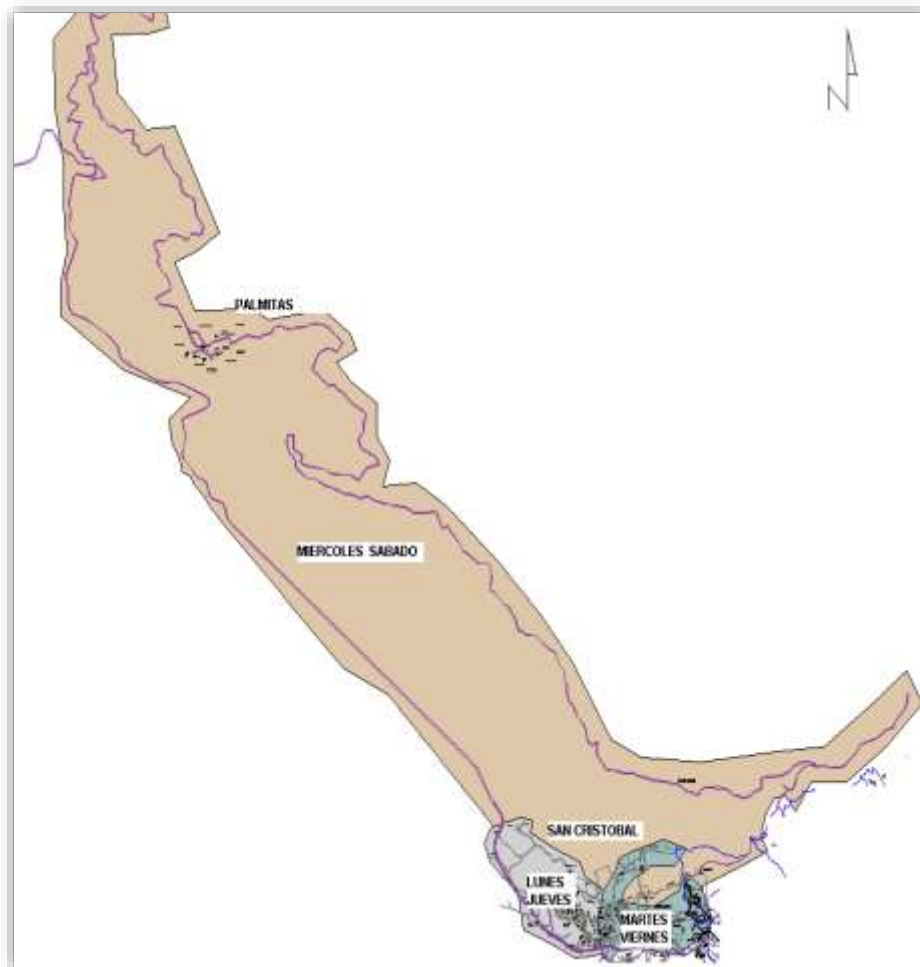 N
PALMITAS
MIERCOLES SABADO
SAN CRISTOBAL
LUNES
JUEVES
MARTES
VIERNES